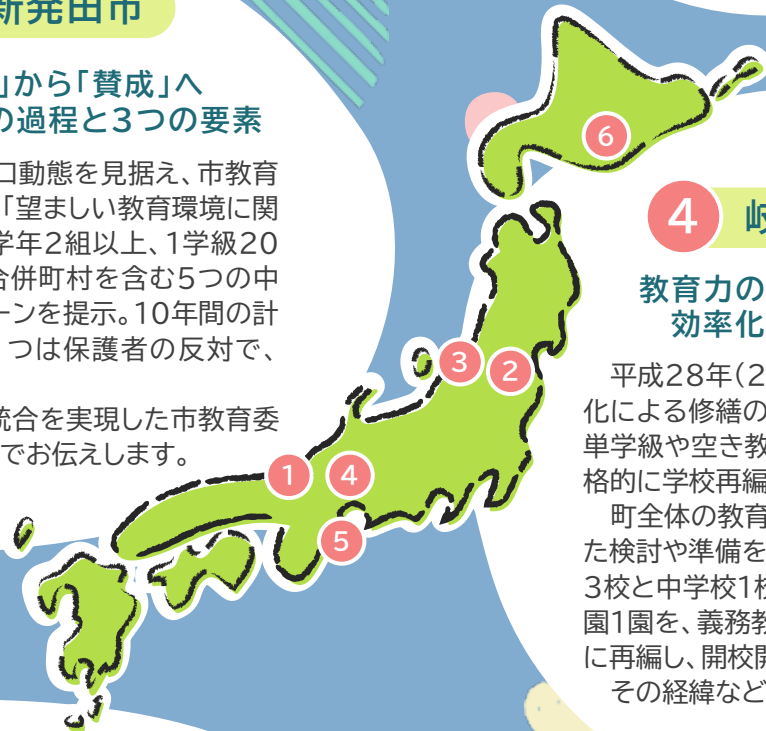 新発田市
」から「賛成」へ
の過程と3つの要素
口動態を見据え、市教育
「望ましい教育環境に関
学年2組以上、1学級20
合併町村を含む5つの中
ーンを提示。10年間の計
つは保護者の反対で、
統合を実現した市教育委
でお伝えします。
6
3
2
1
4
5
4
教育力の
効率化
平成28年(2
化による修繕の
単学級や空き教
格的に学校再編
町全体の教育
た検討や準備を
3校と中学校1校
園1園を、義務教
に再編し、開校開
その経緯など